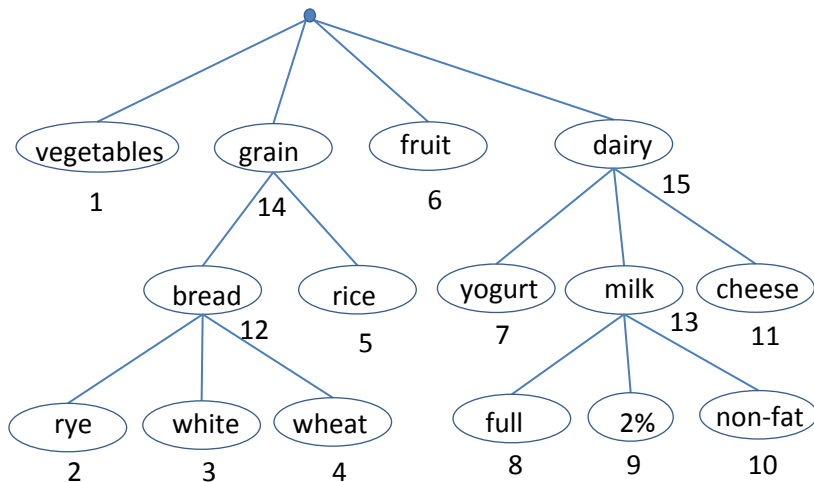 vegetables grain fruit dairy
1 14 6 15
bread rice yogurt milk cheese
12 5 7 13 11
rye white wheat full 2% non-fat
2 3 4 8 9 10